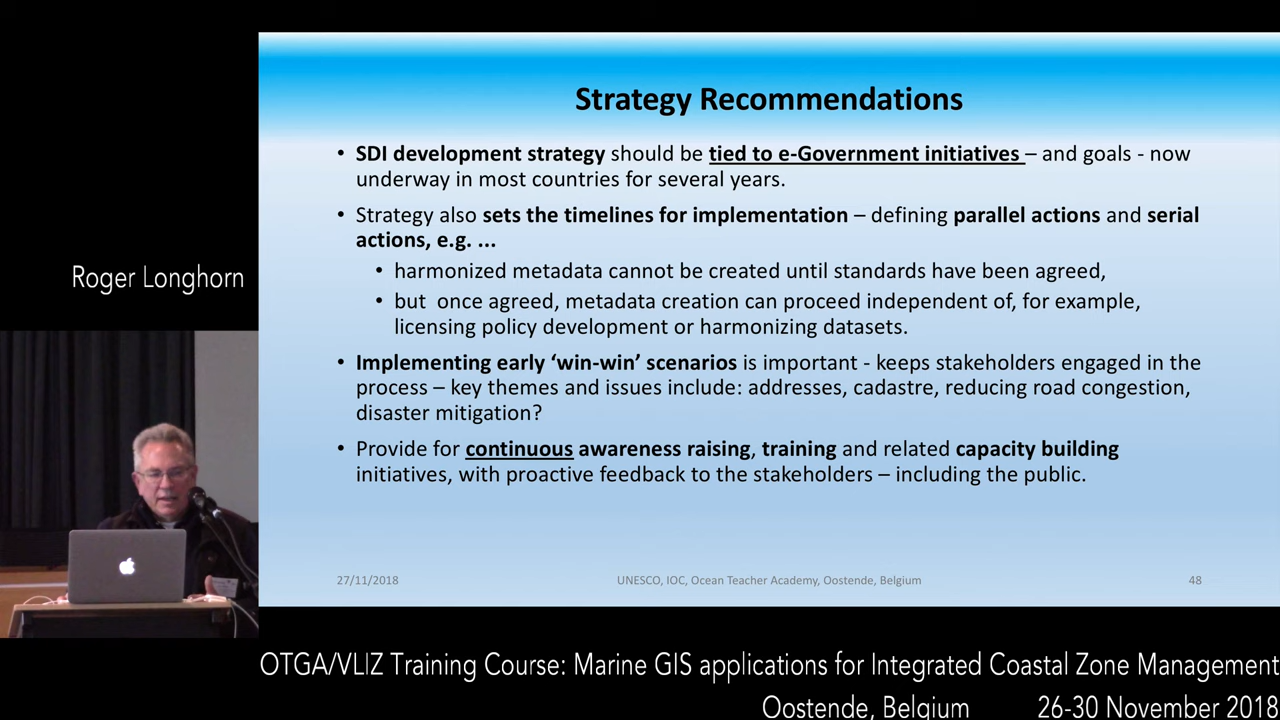 Strategy Recommendations
• SDI development strategy should be tied to e-Government initiatives – and goals - now
underway in most countries for several years.
• Strategy also sets the timelines for implementation – defining parallel actions and serial
actions, e.g. ...
• harmonized metadata cannot be created until standards have been agreed,
• but once agreed, metadata creation can proceed independent of, for example,
licensing policy development or harmonizing datasets.
• Implementing early ‘win-win’ scenarios is important - keeps stakeholders engaged in the
process – key themes and issues include: addresses, cadastre, reducing road congestion,
disaster mitigation?
• Provide for continuous awareness raising, training and related capacity building
initiatives, with proactive feedback to the stakeholders – including the public.
27/11/2018 UNESCO, IOC, Ocean Teacher Academy, Oostende, Belgium 48
Roger Longhorn
OTGA/VLIZ Training Course: Marine GIS applications for Integrated Coastal Zone Management
Oostende, Belgium 26-30 November 2018